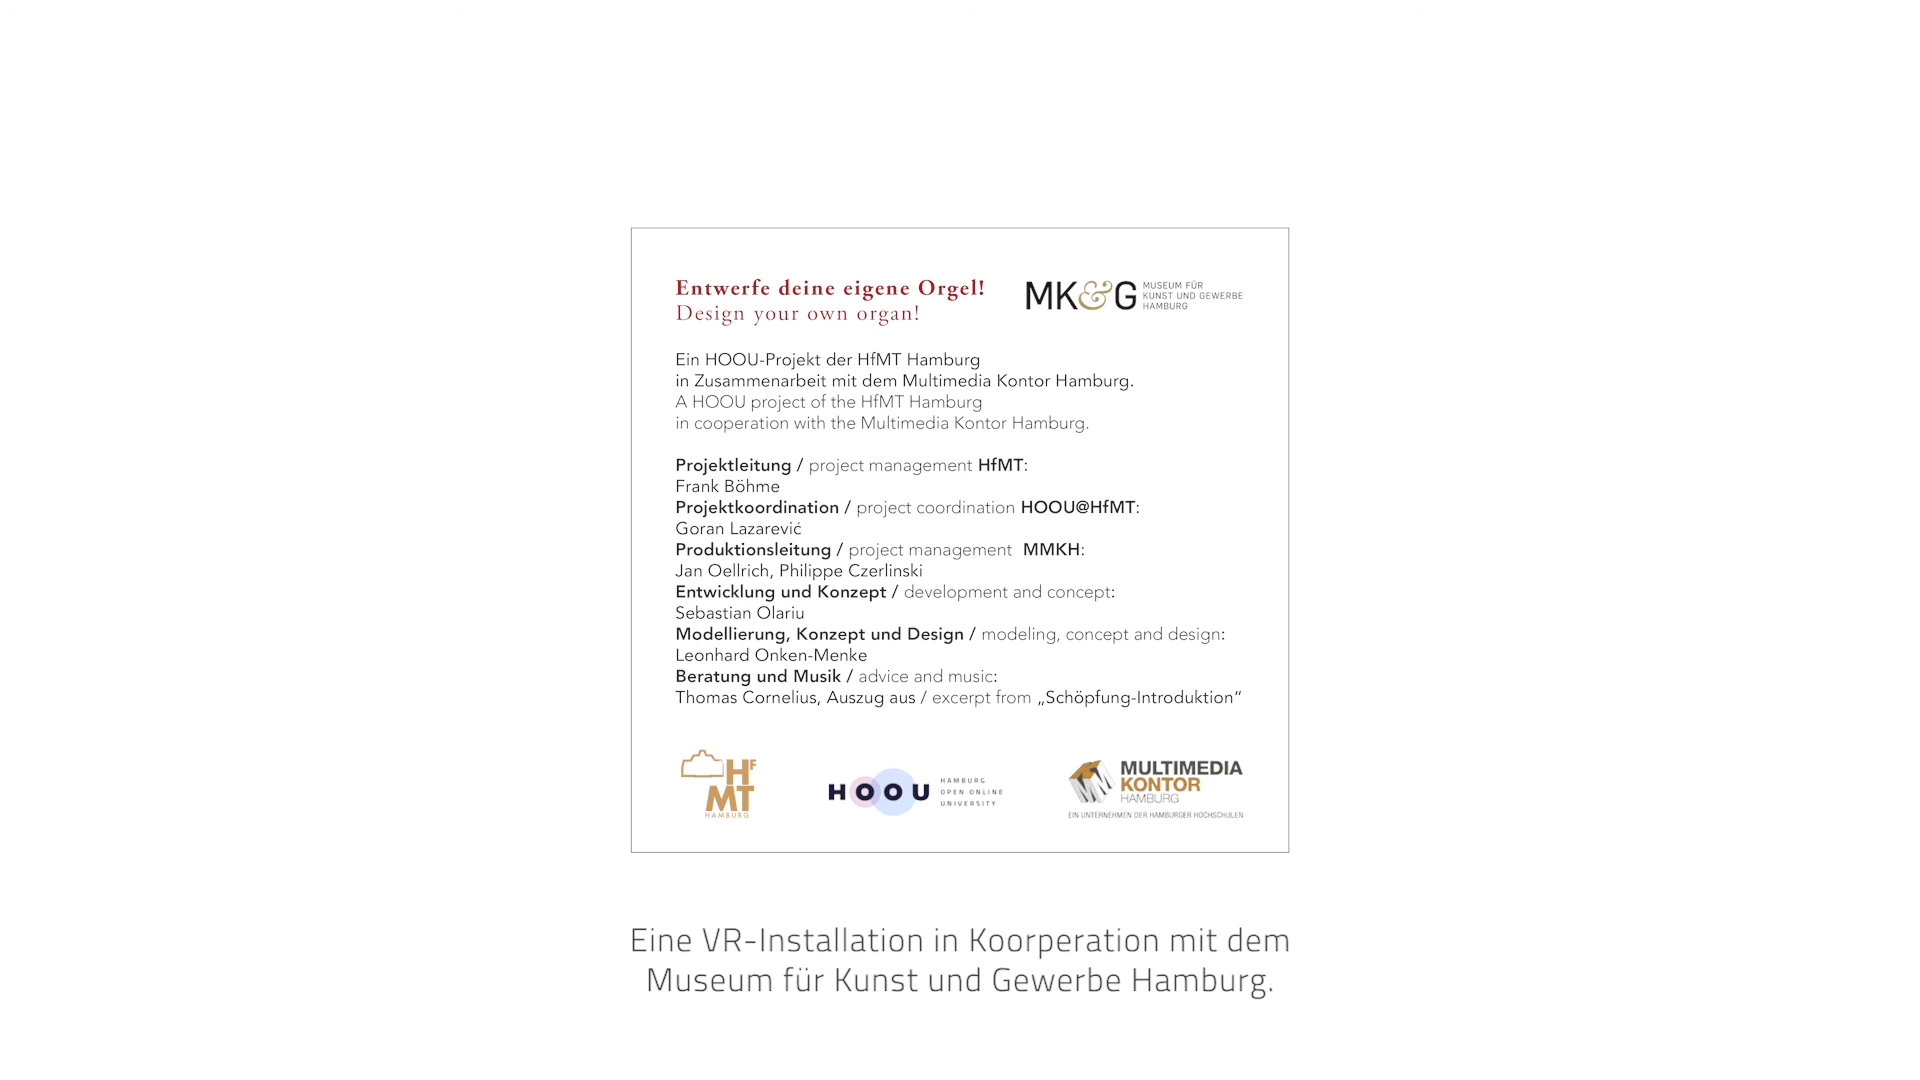 Entwerfe deine eigene Orgel!
Design your own organ!
MK&G
MUSEUM FÜR
KUNST UND GEWERBE
HAMBURG
Ein HOOU-Projekt der HfMT Hamburg
in Zusammenarbeit mit dem Multimedia Kontor Hamburg.
A HOOU project of the HfMT Hamburg
in cooperation with the Multimedia Kontor Hamburg.
Projektleitung / project management HfMT:
Frank Böhme
Projektkoordination / project coordination HOOU@HfMT:
Goran Lazarević
Produktionsleitung / project management MMKH:
Jan Oellrich, Philippe Czerlinski
Entwicklung und Konzept / development and concept:
Sebastian Olariu
Modellierung, Konzept und Design / modeling, concept and design:
Leonhard Onken-Menke
Beratung und Musik / advice and music:
Thomas Cornelius, Auszug aus / excerpt from „Schöpfung-Introduktion“
HF
MT
HAMBURG
HOOU
HAMBURG
OPEN ONLINE
UNIVERSITY
MULTIMEDIA
KONTOR
HAMBURG
EIN UNTERNEHMEN DER HAMBURGER HOCHSCHULEN
Eine VR-Installation in Koorperation mit dem
Museum für Kunst und Gewerbe Hamburg.